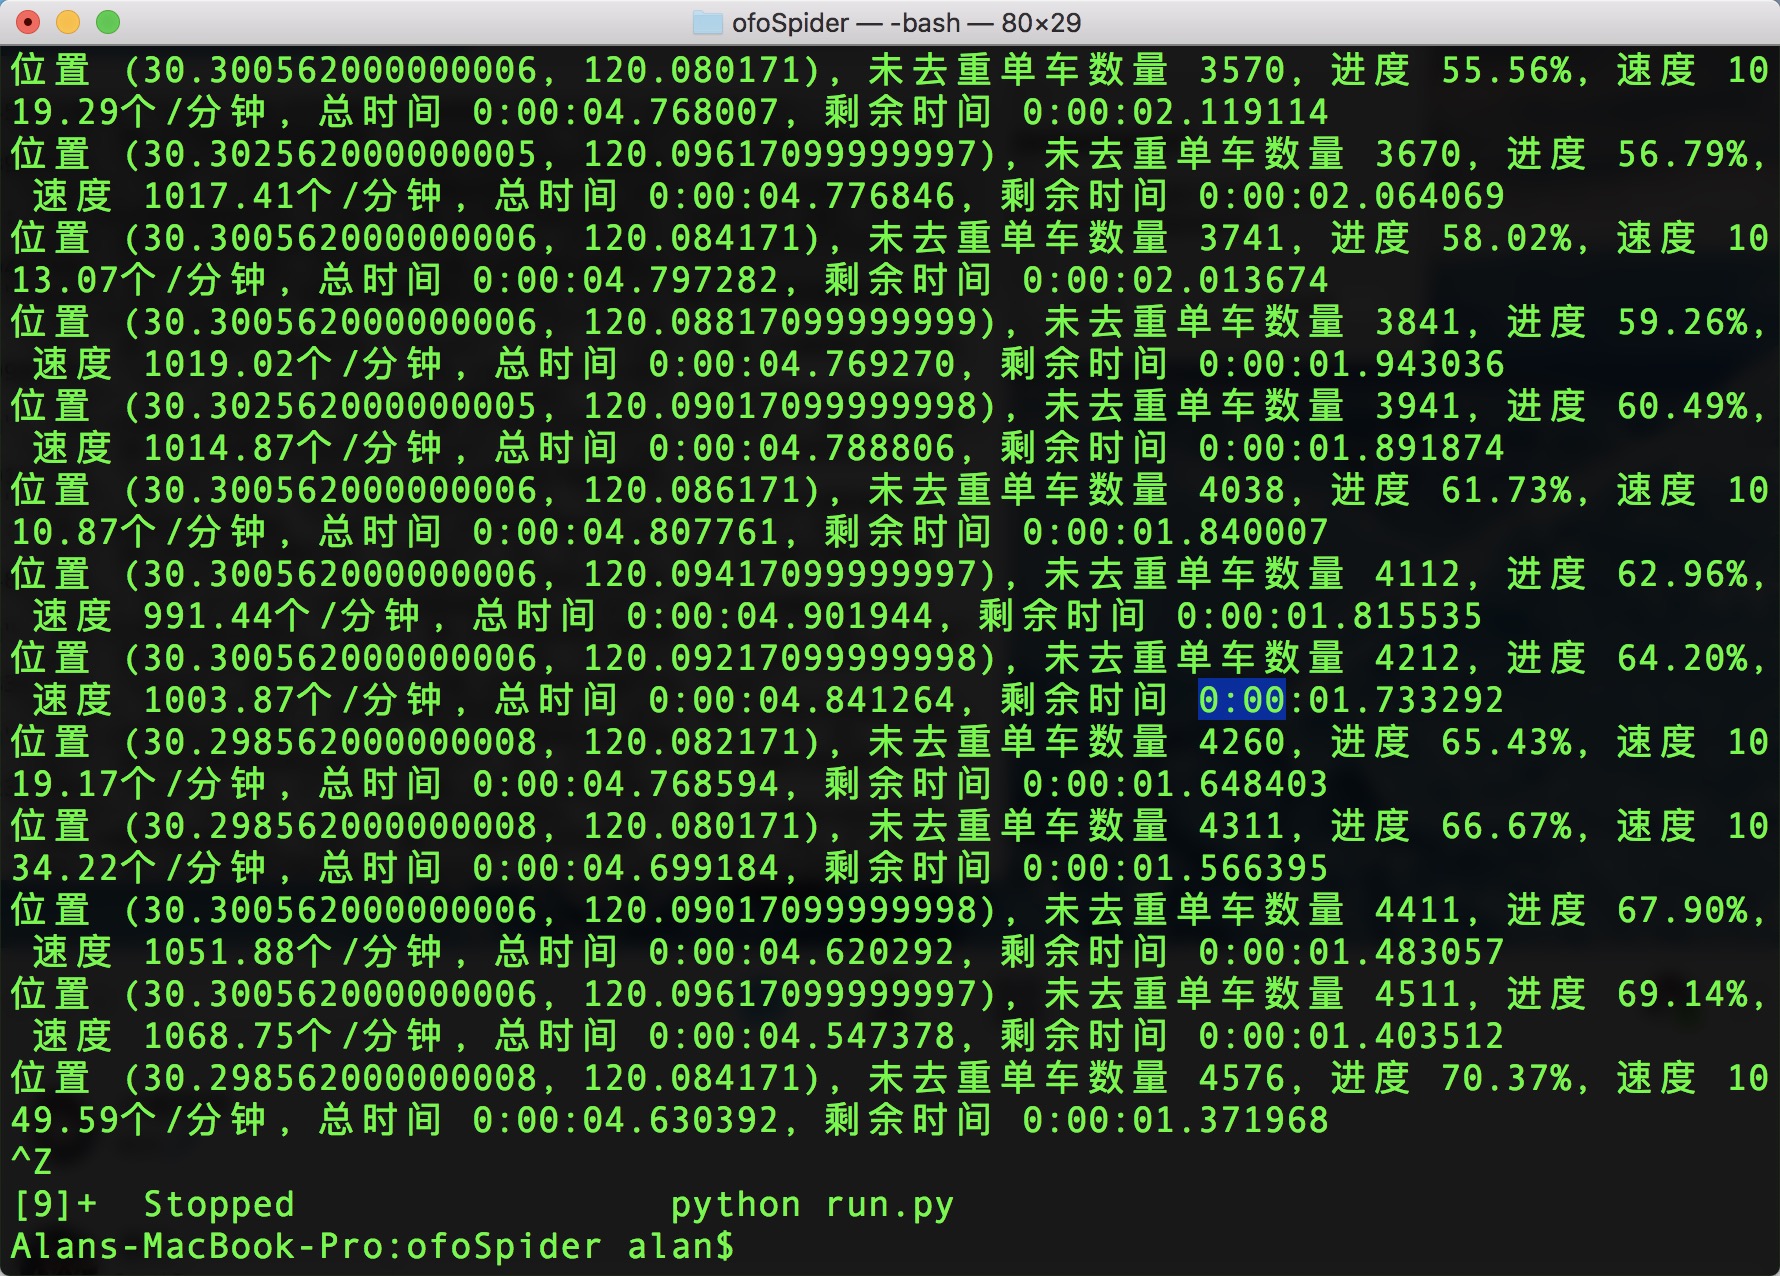 ofoSpider — -bash — 80×29
位置 (30.300562000000006, 120.080171), 未去重单车数量 3570, 进度 55.56%, 速度 10
19.29个/分钟, 总时间 0:00:04.768007, 剩余时间 0:00:02.119114
位置 (30.302562000000005, 120.09617099999997), 未去重单车数量 3670, 进度 56.79%,
速度 1017.41个/分钟, 总时间 0:00:04.776846, 剩余时间 0:00:02.064069
位置 (30.300562000000006, 120.084171), 未去重单车数量 3741, 进度 58.02%, 速度 10
13.07个/分钟, 总时间 0:00:04.797282, 剩余时间 0:00:02.013674
位置 (30.300562000000006, 120.08817099999999), 未去重单车数量 3841, 进度 59.26%,
速度 1019.02个/分钟, 总时间 0:00:04.769270, 剩余时间 0:00:01.943036
位置 (30.302562000000005, 120.09017099999998), 未去重单车数量 3941, 进度 60.49%,
速度 1014.87个/分钟, 总时间 0:00:04.788806, 剩余时间 0:00:01.891874
位置 (30.300562000000006, 120.086171), 未去重单车数量 4038, 进度 61.73%, 速度 10
10.87个/分钟, 总时间 0:00:04.807761, 剩余时间 0:00:01.840007
位置 (30.300562000000006, 120.09417099999997), 未去重单车数量 4112, 进度 62.96%,
速度 991.44个/分钟, 总时间 0:00:04.901944, 剩余时间 0:00:01.815535
位置 (30.300562000000006, 120.09217099999998), 未去重单车数量 4212, 进度 64.20%,
速度 1003.87个/分钟, 总时间 0:00:04.841264, 剩余时间 0:00:01.733292
位置 (30.298562000000008, 120.082171), 未去重单车数量 4260, 进度 65.43%, 速度 10
19.17个/分钟, 总时间 0:00:04.768594, 剩余时间 0:00:01.648403
位置 (30.298562000000008, 120.080171), 未去重单车数量 4311, 进度 66.67%, 速度 10
34.22个/分钟, 总时间 0:00:04.699184, 剩余时间 0:00:01.566395
位置 (30.300562000000006, 120.09017099999998), 未去重单车数量 4411, 进度 67.90%,
速度 1051.88个/分钟, 总时间 0:00:04.620292, 剩余时间 0:00:01.483057
位置 (30.300562000000006, 120.09617099999997), 未去重单车数量 4511, 进度 69.14%,
速度 1068.75个/分钟, 总时间 0:00:04.547378, 剩余时间 0:00:01.403512
位置 (30.298562000000008, 120.084171), 未去重单车数量 4576, 进度 70.37%, 速度 10
49.59个/分钟, 总时间 0:00:04.630392, 剩余时间 0:00:01.371968
^Z
[9]+  Stopped                 python run.py
Alans-MacBook-Pro:ofoSpider alan$